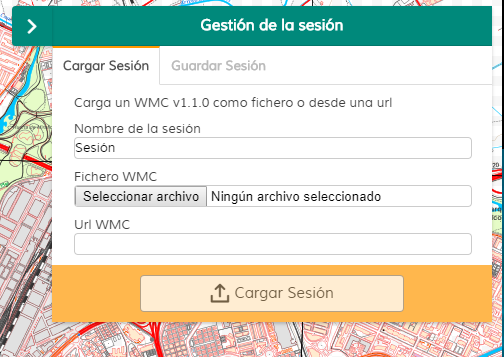 Gestión de la sesión
Cargar Sesión Guardar Sesión
Carga un WMC v1.1.0 como fichero o desde una url
Nombre de la sesión
Sesión
Fichero WMC
Seleccionar archivo Ningún archivo seleccionado
Url WMC
Cargar Sesión